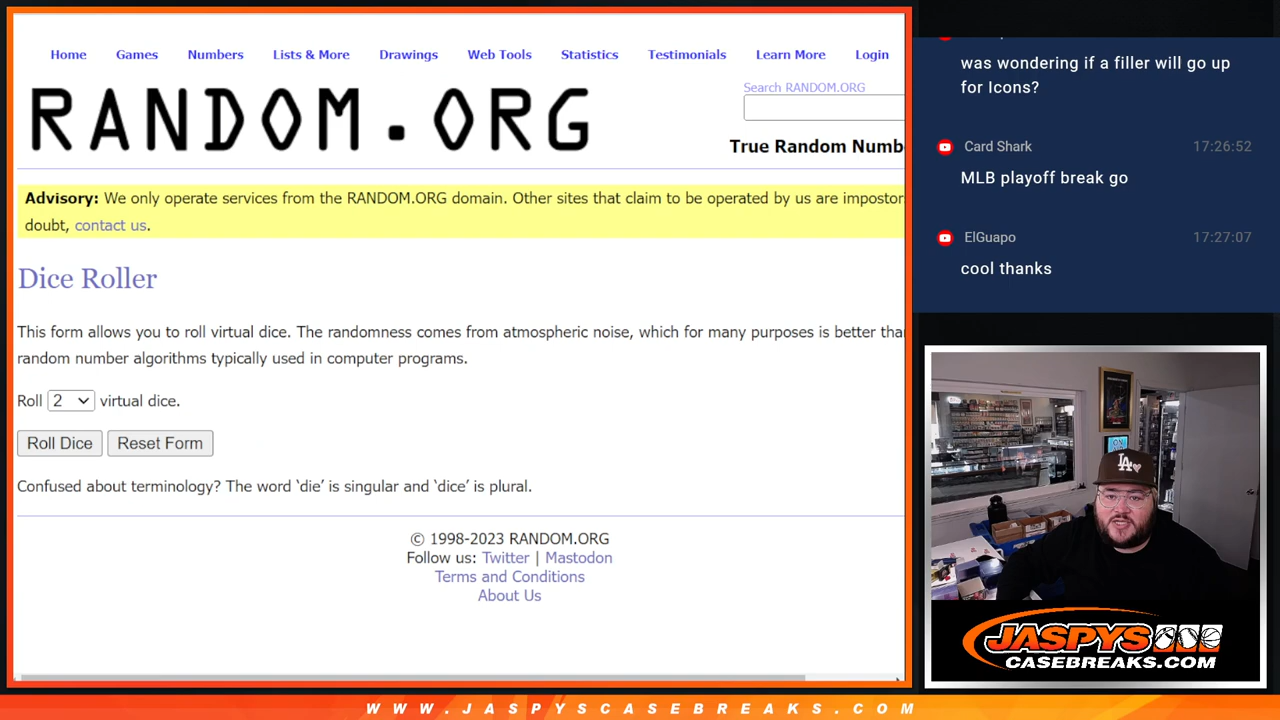 Home Games Numbers Lists & More Drawings Web Tools Statistics Testimonials Learn More Login
RANDOM.ORG
Search RANDOM.ORG
True Random Numb
Advisory: We only operate services from the RANDOM.ORG domain. Other sites that claim to be operated by us are impostor
doubt, contact us.
Dice Roller
This form allows you to roll virtual dice. The randomness comes from atmospheric noise, which for many purposes is better tha
random number algorithms typically used in computer programs.
Roll 2 virtual dice.
Roll Dice Reset Form
Confused about terminology? The word ‘die’ is singular and ‘dice’ is plural.
© 1998-2023 RANDOM.ORG
Follow us: Twitter | Mastodon
Terms and Conditions
About Us
was wondering if a filler will go up
for Icons?
Card Shark 17:26:52
MLB playoff break go
ElGuapo 17:27:07
cool thanks
LA
JASPYS
CASEBREAKS.COM
WWW.JASPYSCASEBREAKS.COM